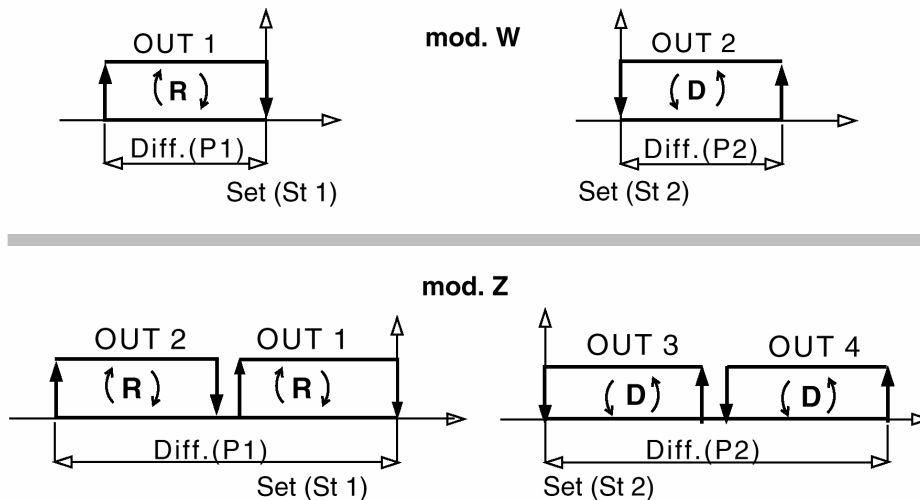 mod. W
OUT 1
R
Diff.(P1)
Set (St 1)
OUT 2
D
Diff.(P2)
Set (St 2)
mod. Z
OUT 2
OUT 1
R
R
Diff.(P1)
Set (St 1)
OUT 3
OUT 4
D
D
Diff.(P2)
Set (St 2)